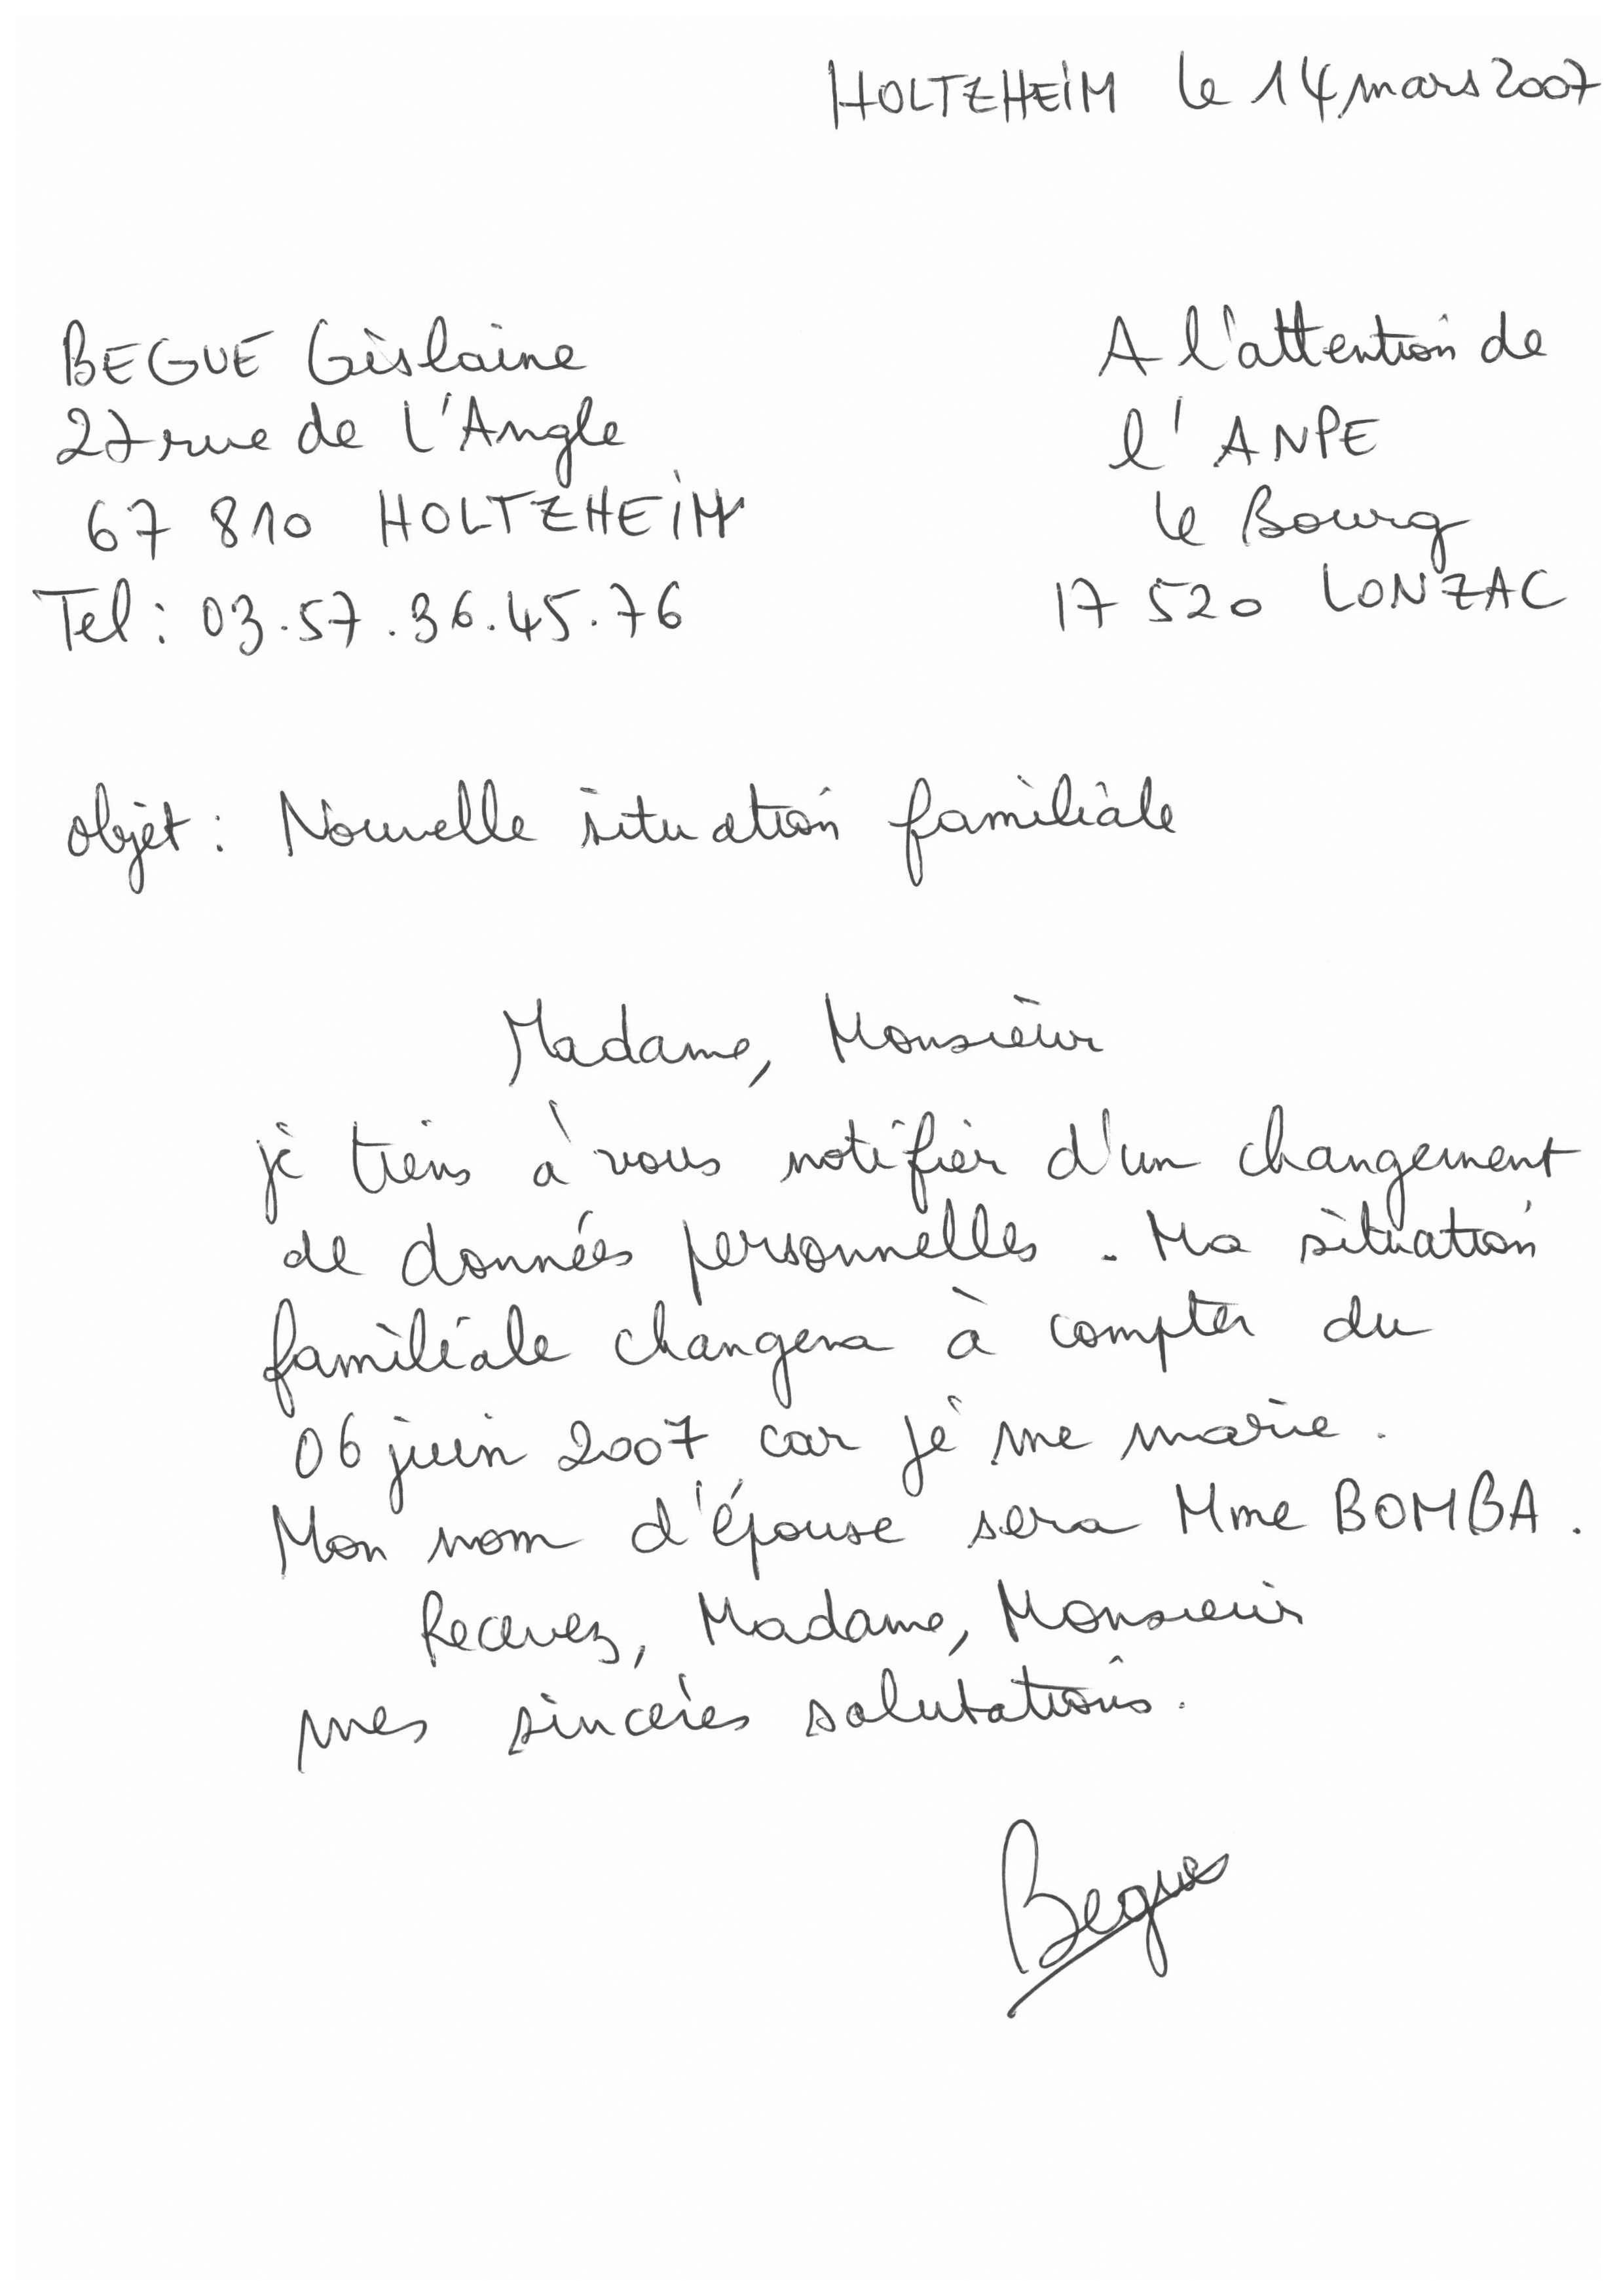 HOLTZHEIM le 14 mars 2007
BEGUE Gislaine
27 rue de l'Angle
67 810 HOLTZHEIM
Tel : 03.57.36.45.76
A l'attention de
l'ANPE
le Bourg
17 520 LONZAC
objet : Nouvelle situation familiale
Madame, Monsieur
je tiens à vous notifier d'un changement
de données personnelles. Ma situation
familiale changera à compter du
06 juin 2007 car je me marie.
Mon nom d'épouse sera Mme BOMBA.
Recevez, Madame, Monsieur
mes sincères salutations.
Begue